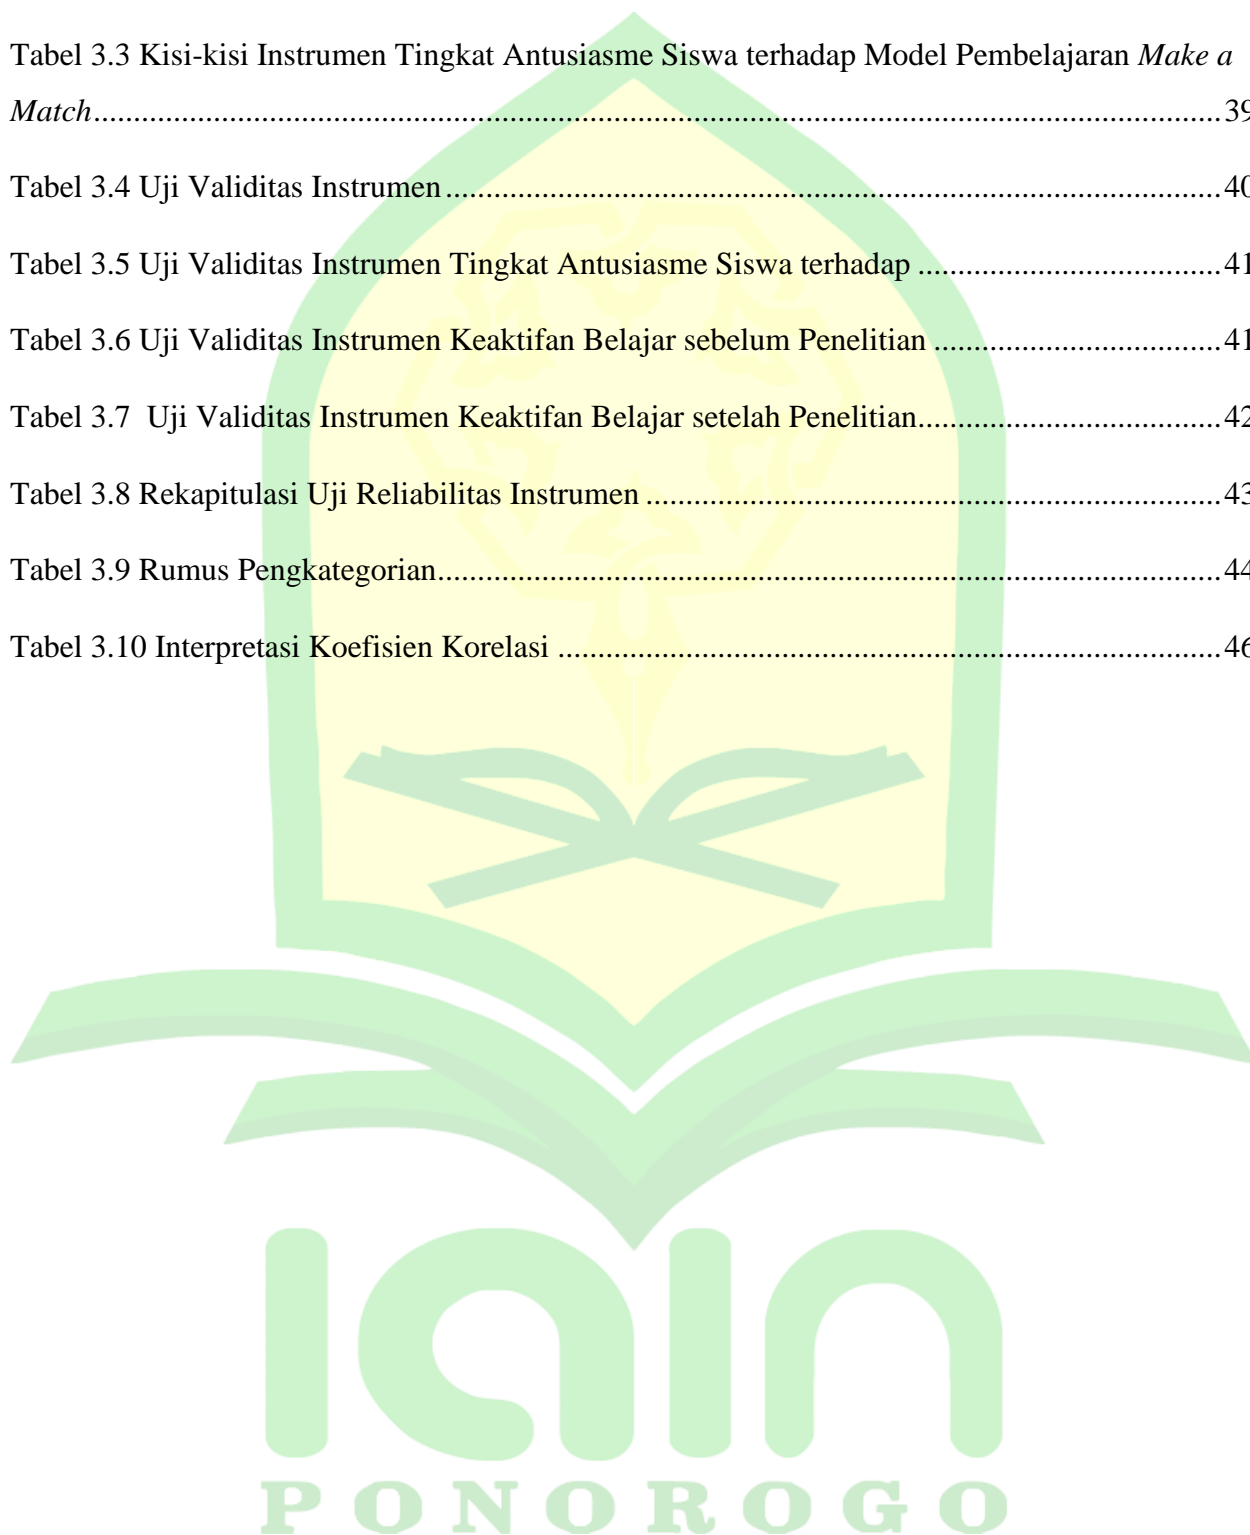 Tabel 3.3 Kisi-kisi Instrumen Tingkat Antusiasme Siswa terhadap Model Pembelajaran Make a
Match........................................................................................................................................39
Tabel 3.4 Uji Validitas Instrumen..............................................................................................40
Tabel 3.5 Uji Validitas Instrumen Tingkat Antusiasme Siswa terhadap .....................................41
Tabel 3.6 Uji Validitas Instrumen Keaktifan Belajar sebelum Penelitian ...................................41
Tabel 3.7  Uji Validitas Instrumen Keaktifan Belajar setelah Penelitian.....................................42
Tabel 3.8 Rekapitulasi Uji Reliabilitas Instrumen ......................................................................43
Tabel 3.9 Rumus Pengkategorian...............................................................................................44
Tabel 3.10 Interpretasi Koefisien Korelasi .................................................................................46
iain
PONOROGO